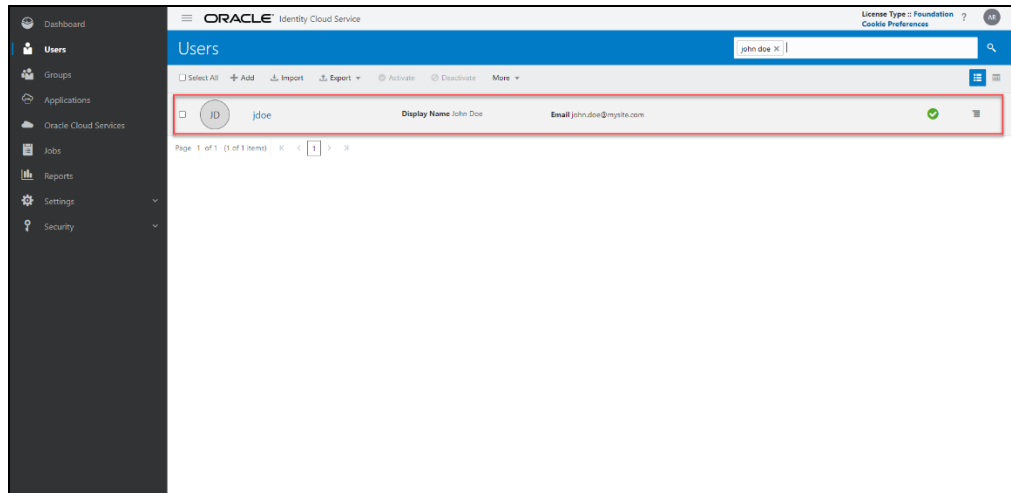 Dashboard
Users
Groups
Applications
Oracle Cloud Services
Jobs
Reports
Settings
Security
ORACLE® Identity Cloud Service
License Type :: Foundation
Cookie Preferences
?
AR
Users
john doe ×
Select All + Add Import Export Activate Deactivate More
JD jdoe Display Name John Doe Email john.doe@mysite.com
Page 1 of 1 (1 of 1 items) K < 1 > X